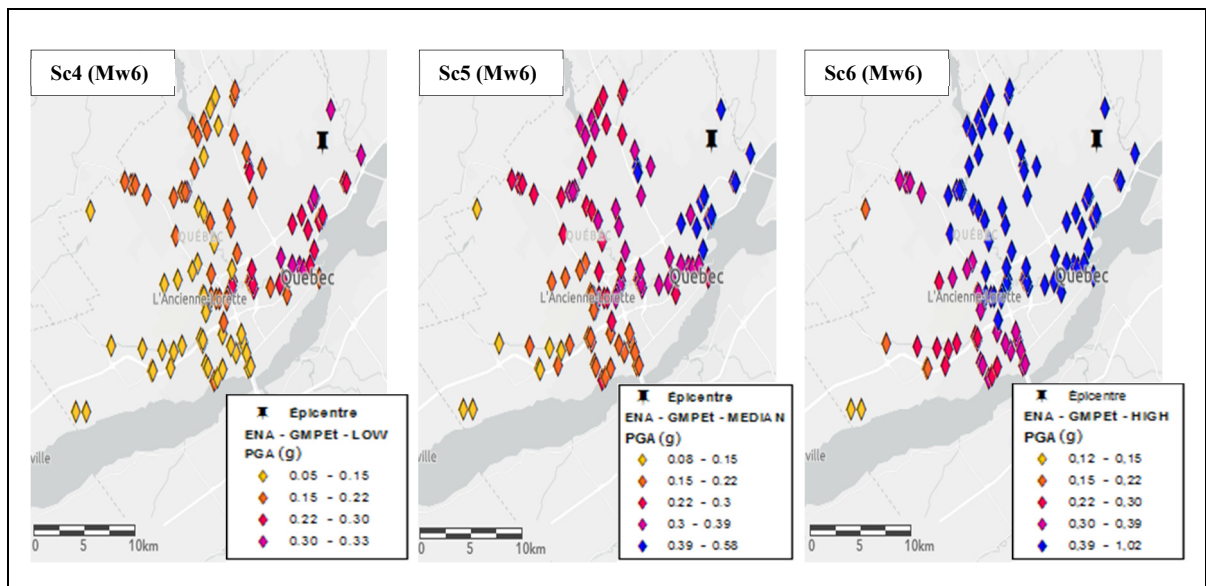 Sc4 (Mw6)
QUÉBEC
Québec
L'Ancienne-Lorette
ville
Épicentre
ENA - GMPEt - LOW
PGA (g)
0.05 - 0.15
0.15 - 0.22
0.22 - 0.30
0.30 - 0.33
0 5 10km
Sc5 (Mw6)
QUÉBEC
Québec
L'Ancienne-Lorette
ville
Épicentre
ENA - GMPEt - MEDIAN
PGA (g)
0.08 - 0.15
0.15 - 0.22
0.22 - 0.3
0.3 - 0.39
0.39 - 0.58
0 5 10km
Sc6 (Mw6)
QUÉBEC
Québec
L'Ancienne-Lorette
ville
Épicentre
ENA - GMPEt - HIGH
PGA (g)
0,12 - 0,15
0,15 - 0,22
0,22 - 0,30
0,30 - 0,39
0,39 - 1,02
0 5 10km